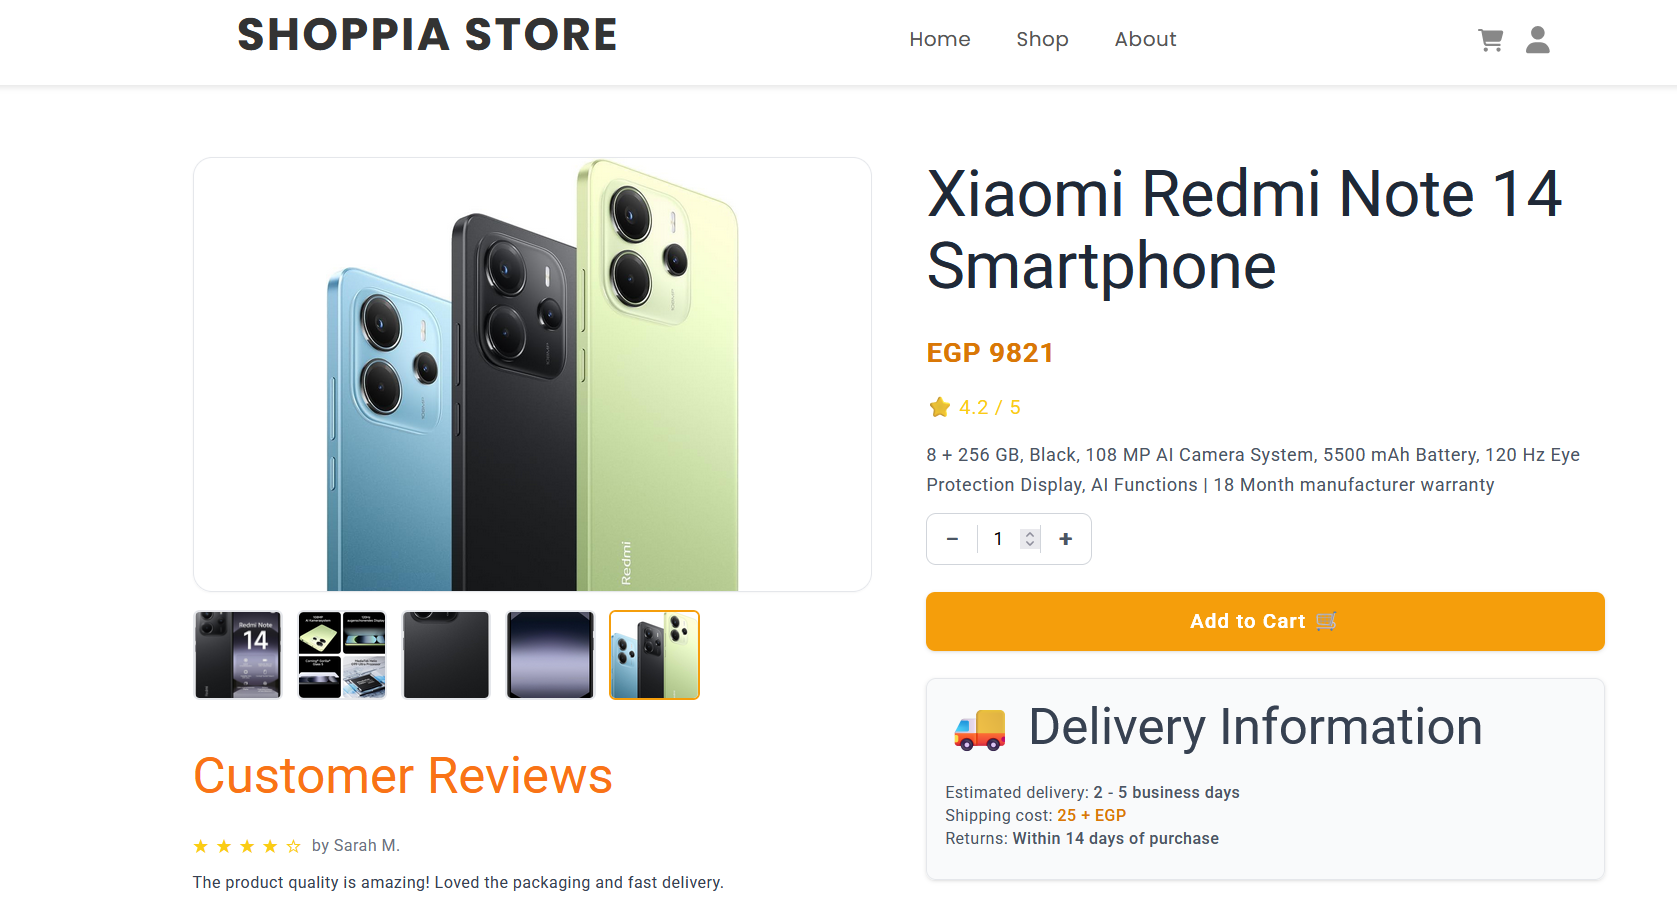 SHOPPIA STORE
Home
Shop
About
Redmi
Redmi Note
14
Xiaomi Redmi Note 14
Smartphone
EGP 9821
4.2 / 5
8 + 256 GB, Black, 108 MP AI Camera System, 5500 mAh Battery, 120 Hz Eye
Protection Display, AI Functions | 18 Month manufacturer warranty
− 1 +
Add to Cart
Delivery Information
Estimated delivery: 2 - 5 business days
Shipping cost: 25 + EGP
Returns: Within 14 days of purchase
Customer Reviews
★ ★ ★ ★ ☆ by Sarah M.
The product quality is amazing! Loved the packaging and fast delivery.